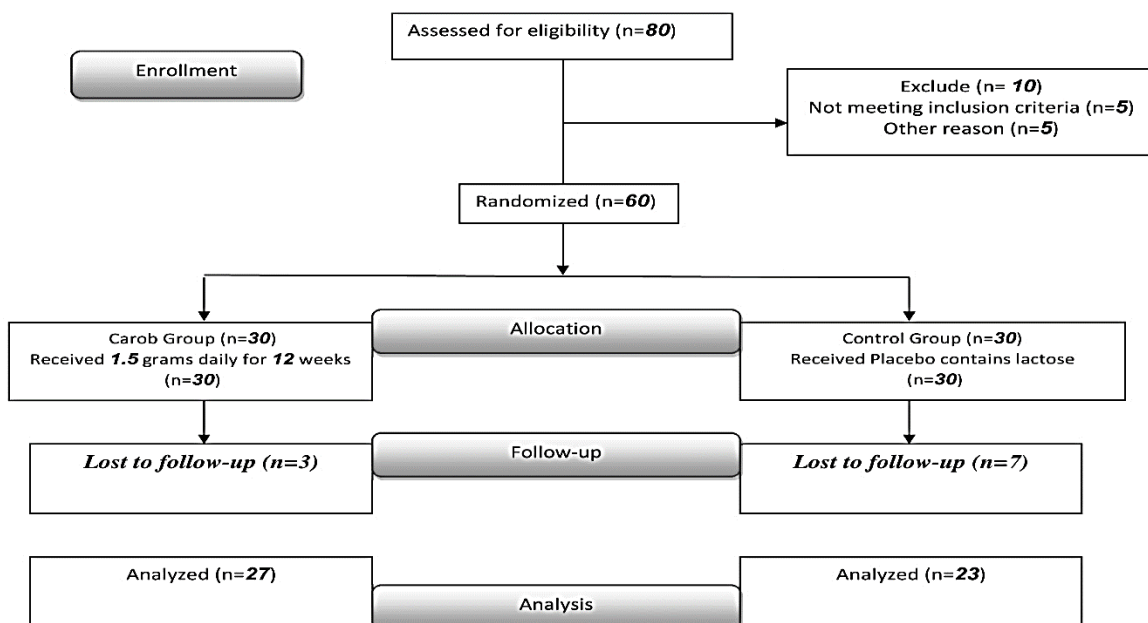 Assessed for eligibility (n=80)
Enrollment
Exclude (n= 10)
Not meeting inclusion criteria (n=5)
Other reason (n=5)
Randomized (n=60)
Allocation
Carob Group (n=30)
Received 1.5 grams daily for 12 weeks
(n=30)
Control Group (n=30)
Received Placebo contains lactose
(n=30)
Lost to follow-up (n=3)
Follow-up
Lost to follow-up (n=7)
Analyzed (n=27)
Analysis
Analyzed (n=23)